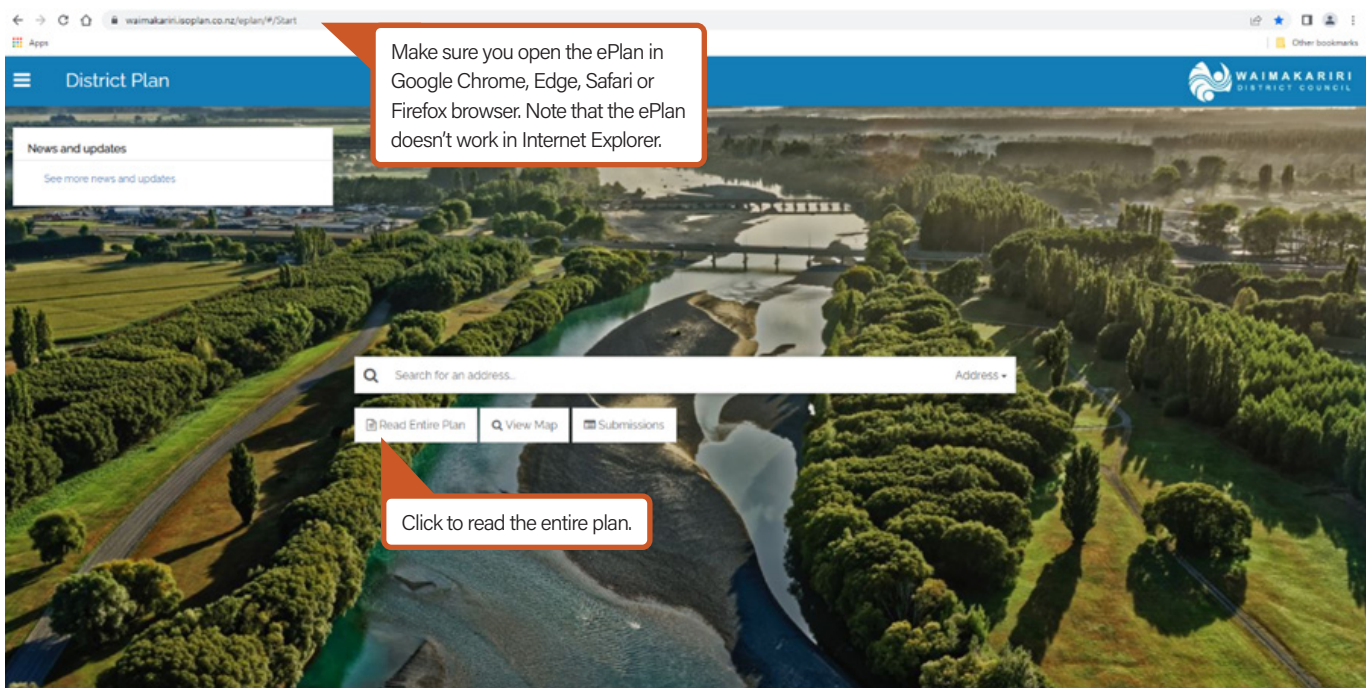 waimakariri.isoplan.co.nz/eplan/#/Start
Apps
Other bookmarks
District Plan
WAIMAKARIRI
DISTRICT COUNCIL
Make sure you open the ePlan in
Google Chrome, Edge, Safari or
Firefox browser. Note that the ePlan
doesn't work in Internet Explorer.
News and updates
See more news and updates
Search for an address...
Address
Read Entire Plan
View Map
Submissions
Click to read the entire plan.